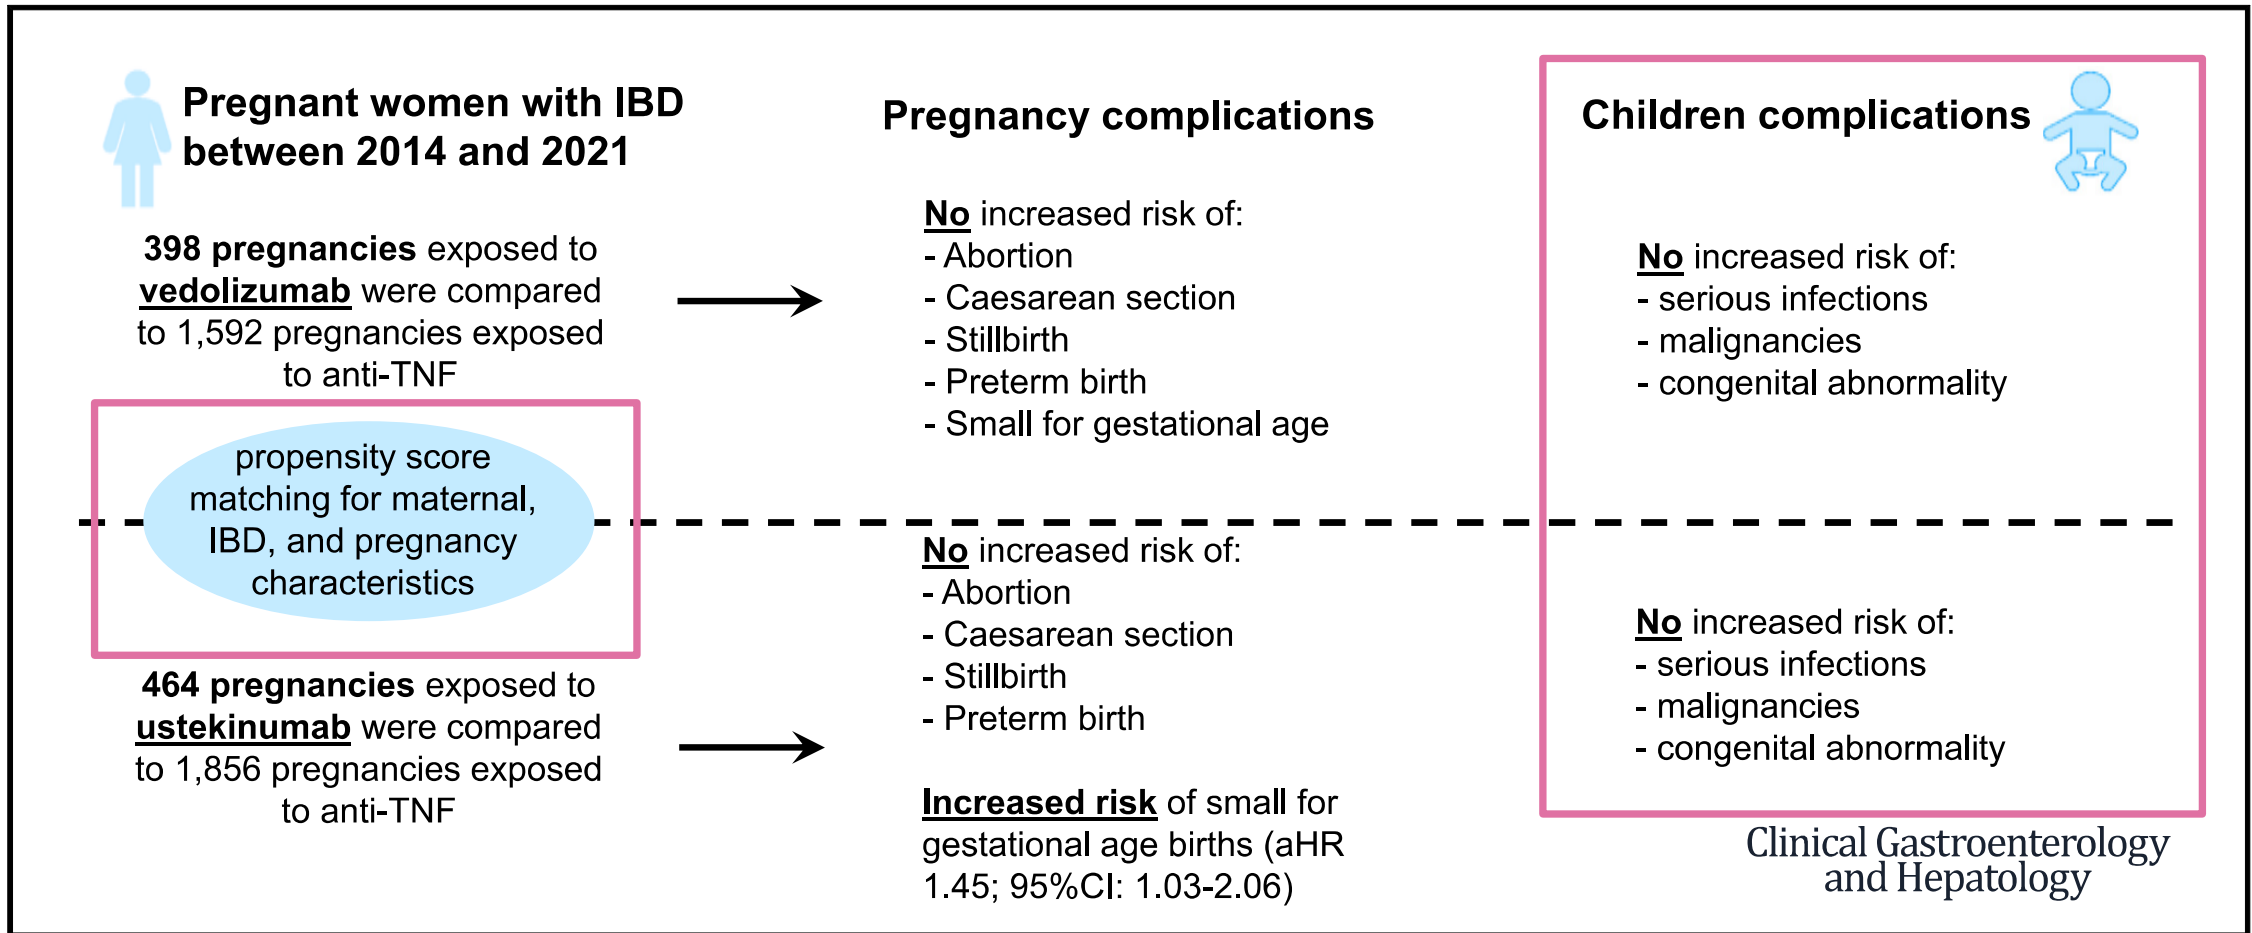 Pregnant women with IBD
between 2014 and 2021
398 pregnancies exposed to
vedolizumab were compared
to 1,592 pregnancies exposed
to anti-TNF
propensity score
matching for maternal,
IBD, and pregnancy
characteristics
464 pregnancies exposed to
ustekinumab were compared
to 1,856 pregnancies exposed
to anti-TNF
Pregnancy complications
No increased risk of:
- Abortion
- Caesarean section
- Stillbirth
- Preterm birth
- Small for gestational age
No increased risk of:
- Abortion
- Caesarean section
- Stillbirth
- Preterm birth
Increased risk of small for
gestational age births (aHR
1.45; 95%CI: 1.03-2.06)
Children complications
No increased risk of:
- serious infections
- malignancies
- congenital abnormality
No increased risk of:
- serious infections
- malignancies
- congenital abnormality
Clinical Gastroenterology
and Hepatology